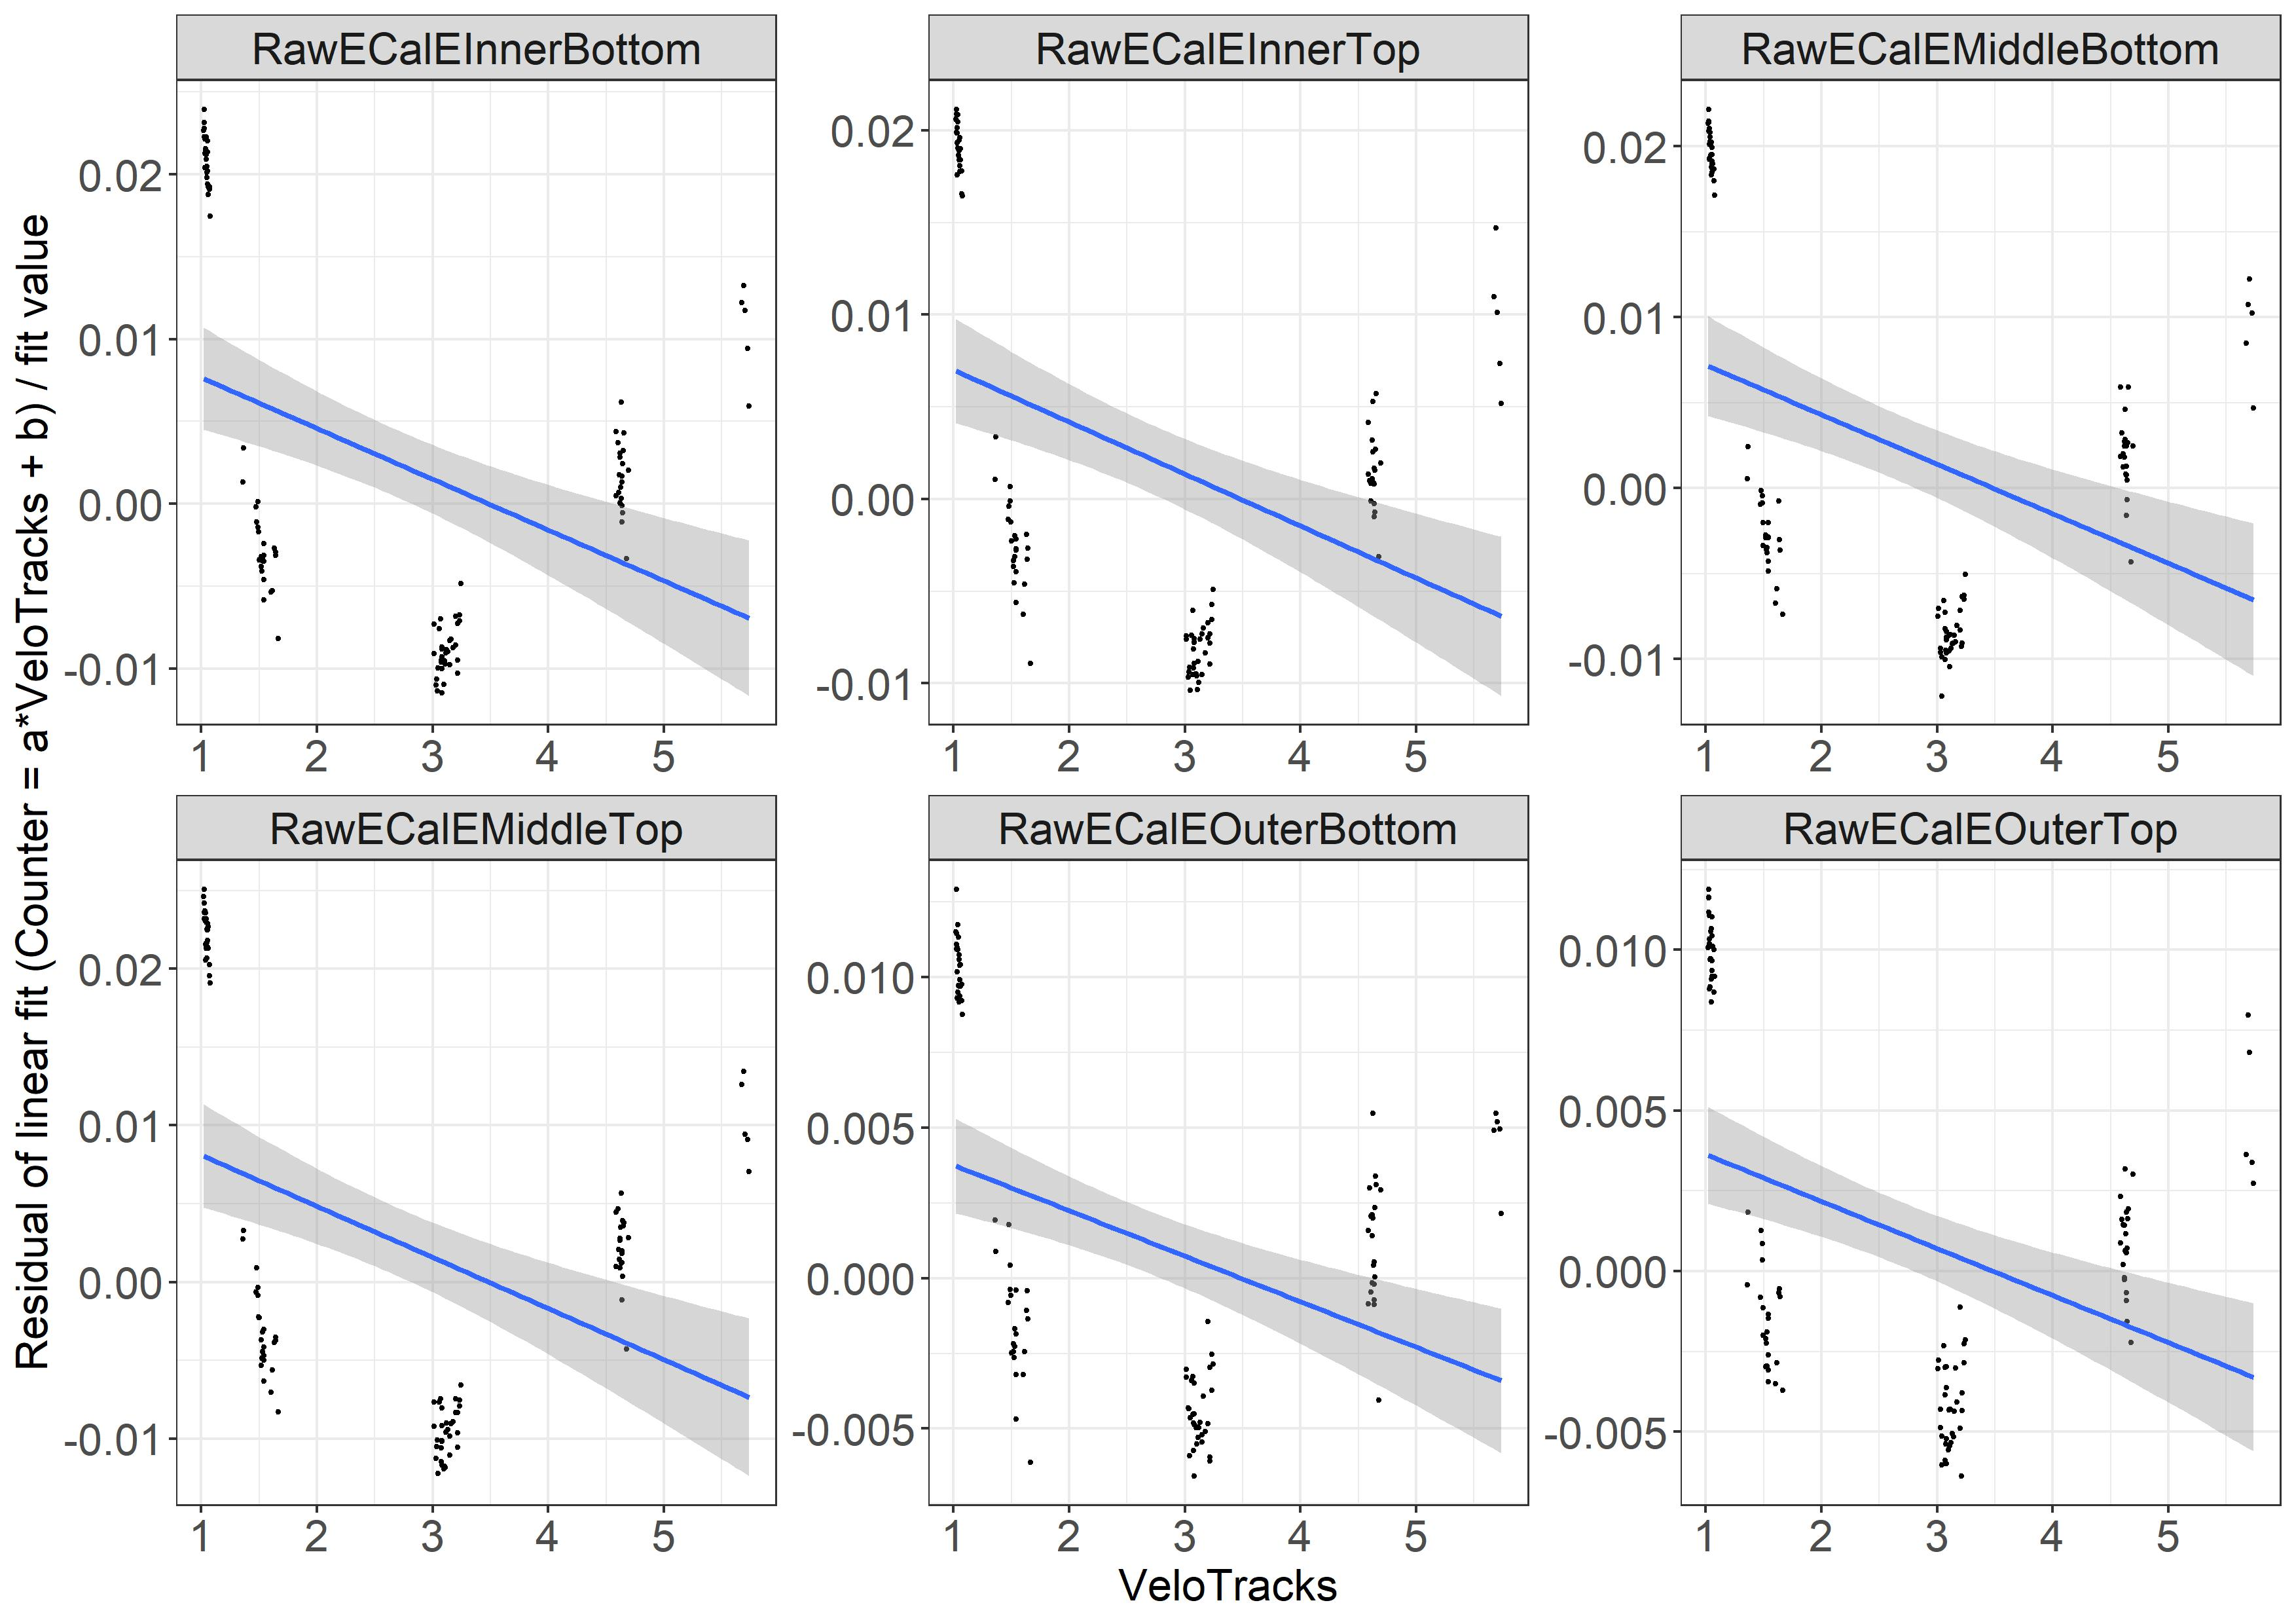 Residual of linear fit (Counter = a*VeloTracks + b) / fit value
RawECalEInnerBottom
0.02
0.01
0.00
-0.01
1 2 3 4 5
RawECalEInnerTop
0.02
0.01
0.00
-0.01
1 2 3 4 5
RawECalEMiddleBottom
0.02
0.01
0.00
-0.01
1 2 3 4 5
RawECalEMiddleTop
0.02
0.01
0.00
-0.01
1 2 3 4 5
RawECalEOuterBottom
0.010
0.005
0.000
-0.005
1 2 3 4 5
RawECalEOuterTop
0.010
0.005
0.000
-0.005
1 2 3 4 5
VeloTracks